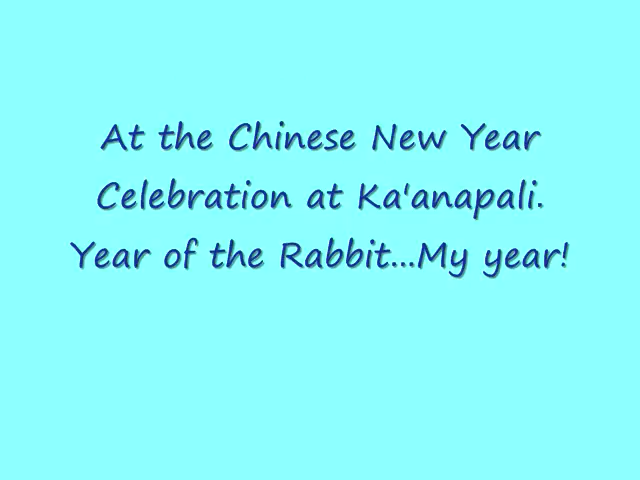 At the Chinese New Year
Celebration at Ka'anapali.
Year of the Rabbit...My year!